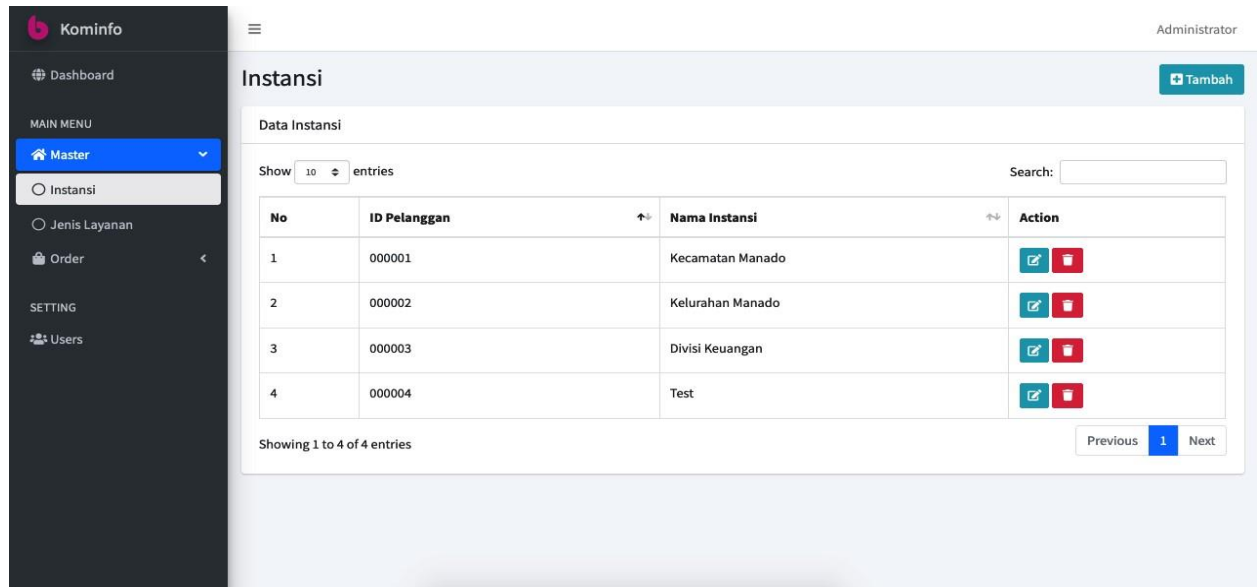 Kominfo
Administrator
Dashboard
Instansi
Tambah
MAIN MENU
Data Instansi
Master
Show 10 entries
Search:
Instansi
No ID Pelanggan Nama Instansi Action
Jenis Layanan
1 000001 Kecamatan Manado
Order
2 000002 Kelurahan Manado
SETTING
Users
3 000003 Divisi Keuangan
4 000004 Test
Showing 1 to 4 of 4 entries
Previous 1 Next